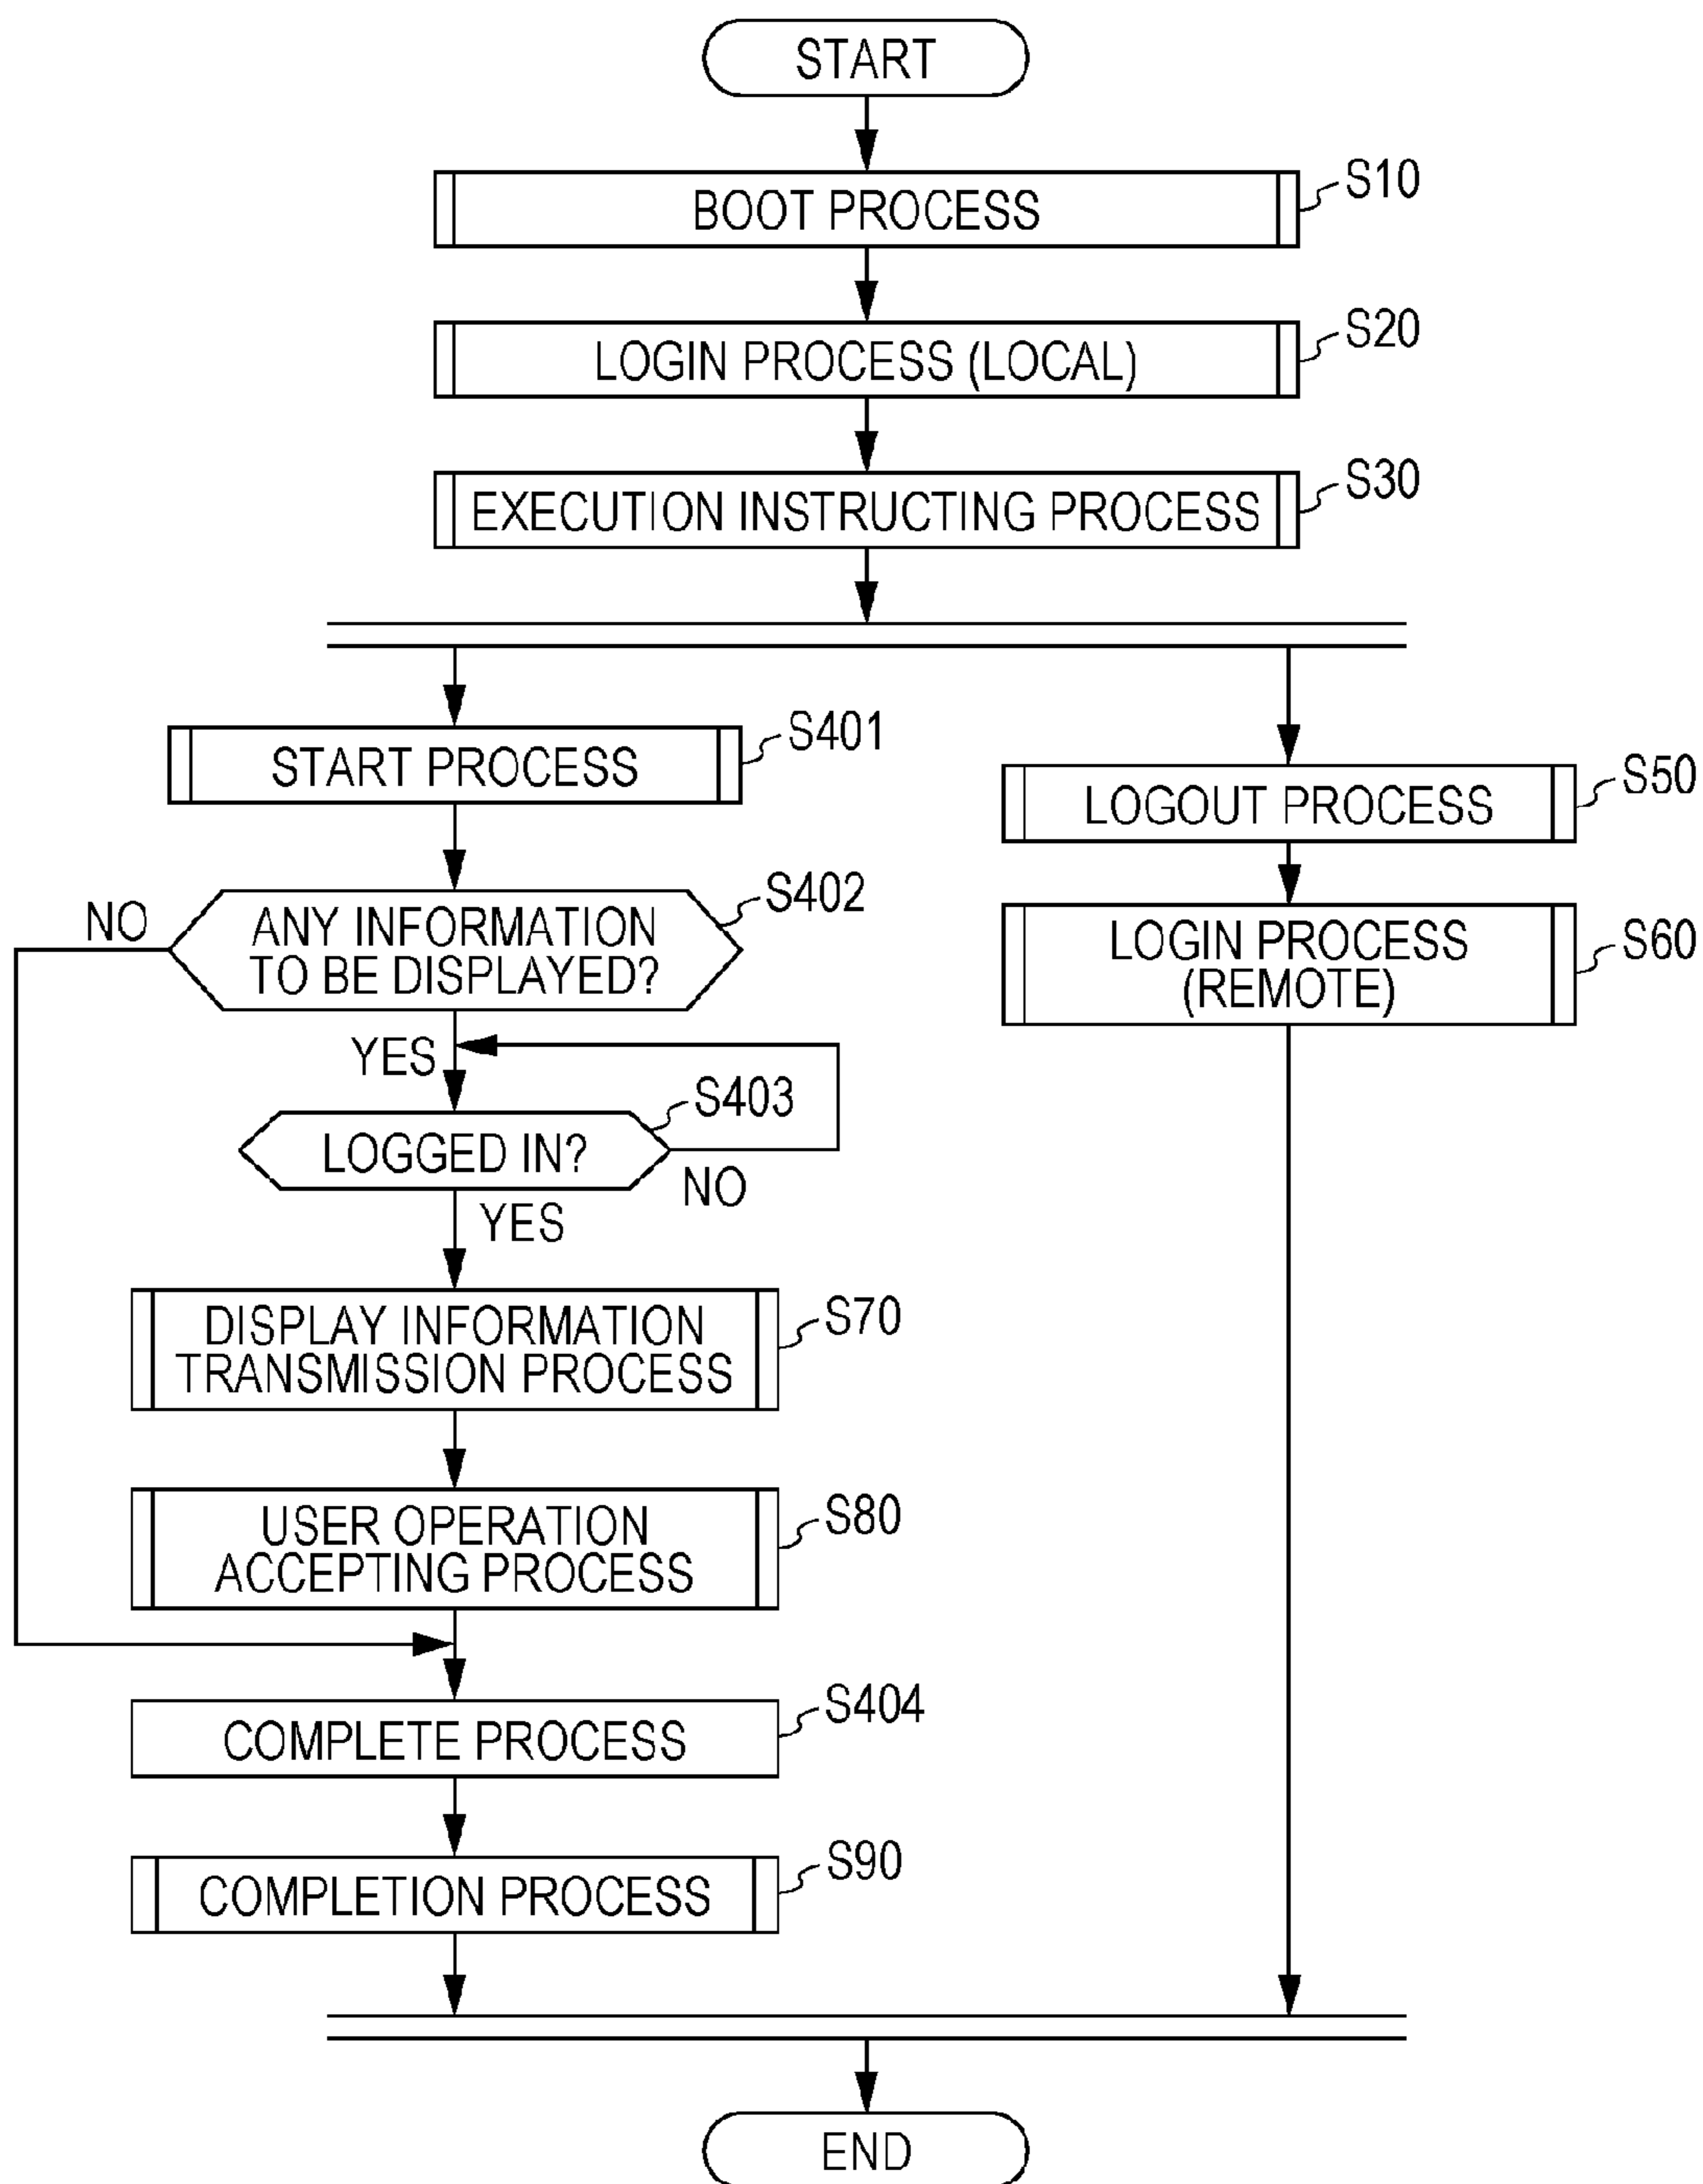 START
BOOT PROCESS
S10
LOGIN PROCESS (LOCAL)
S20
EXECUTION INSTRUCTING PROCESS
S30
START PROCESS
S401
LOGOUT PROCESS
S50
NO
ANY INFORMATION
TO BE DISPLAYED?
S402
LOGIN PROCESS
(REMOTE)
S60
YES
LOGGED IN?
S403
NO
YES
DISPLAY INFORMATION
TRANSMISSION PROCESS
S70
USER OPERATION
ACCEPTING PROCESS
S80
COMPLETE PROCESS
S404
COMPLETION PROCESS
S90
END